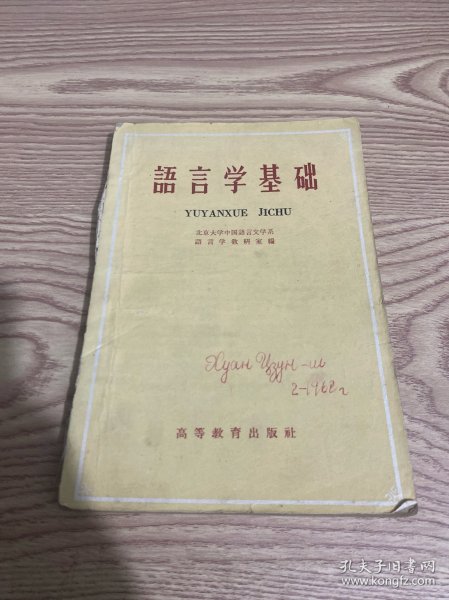 語言学基础
YUYANXUE JICHU
北京大学中国語言文学系
語言学教研室編
Хуан Цзун-
2-1962 г
高等教育出版社
孔夫子旧书网
www.kongfz.com